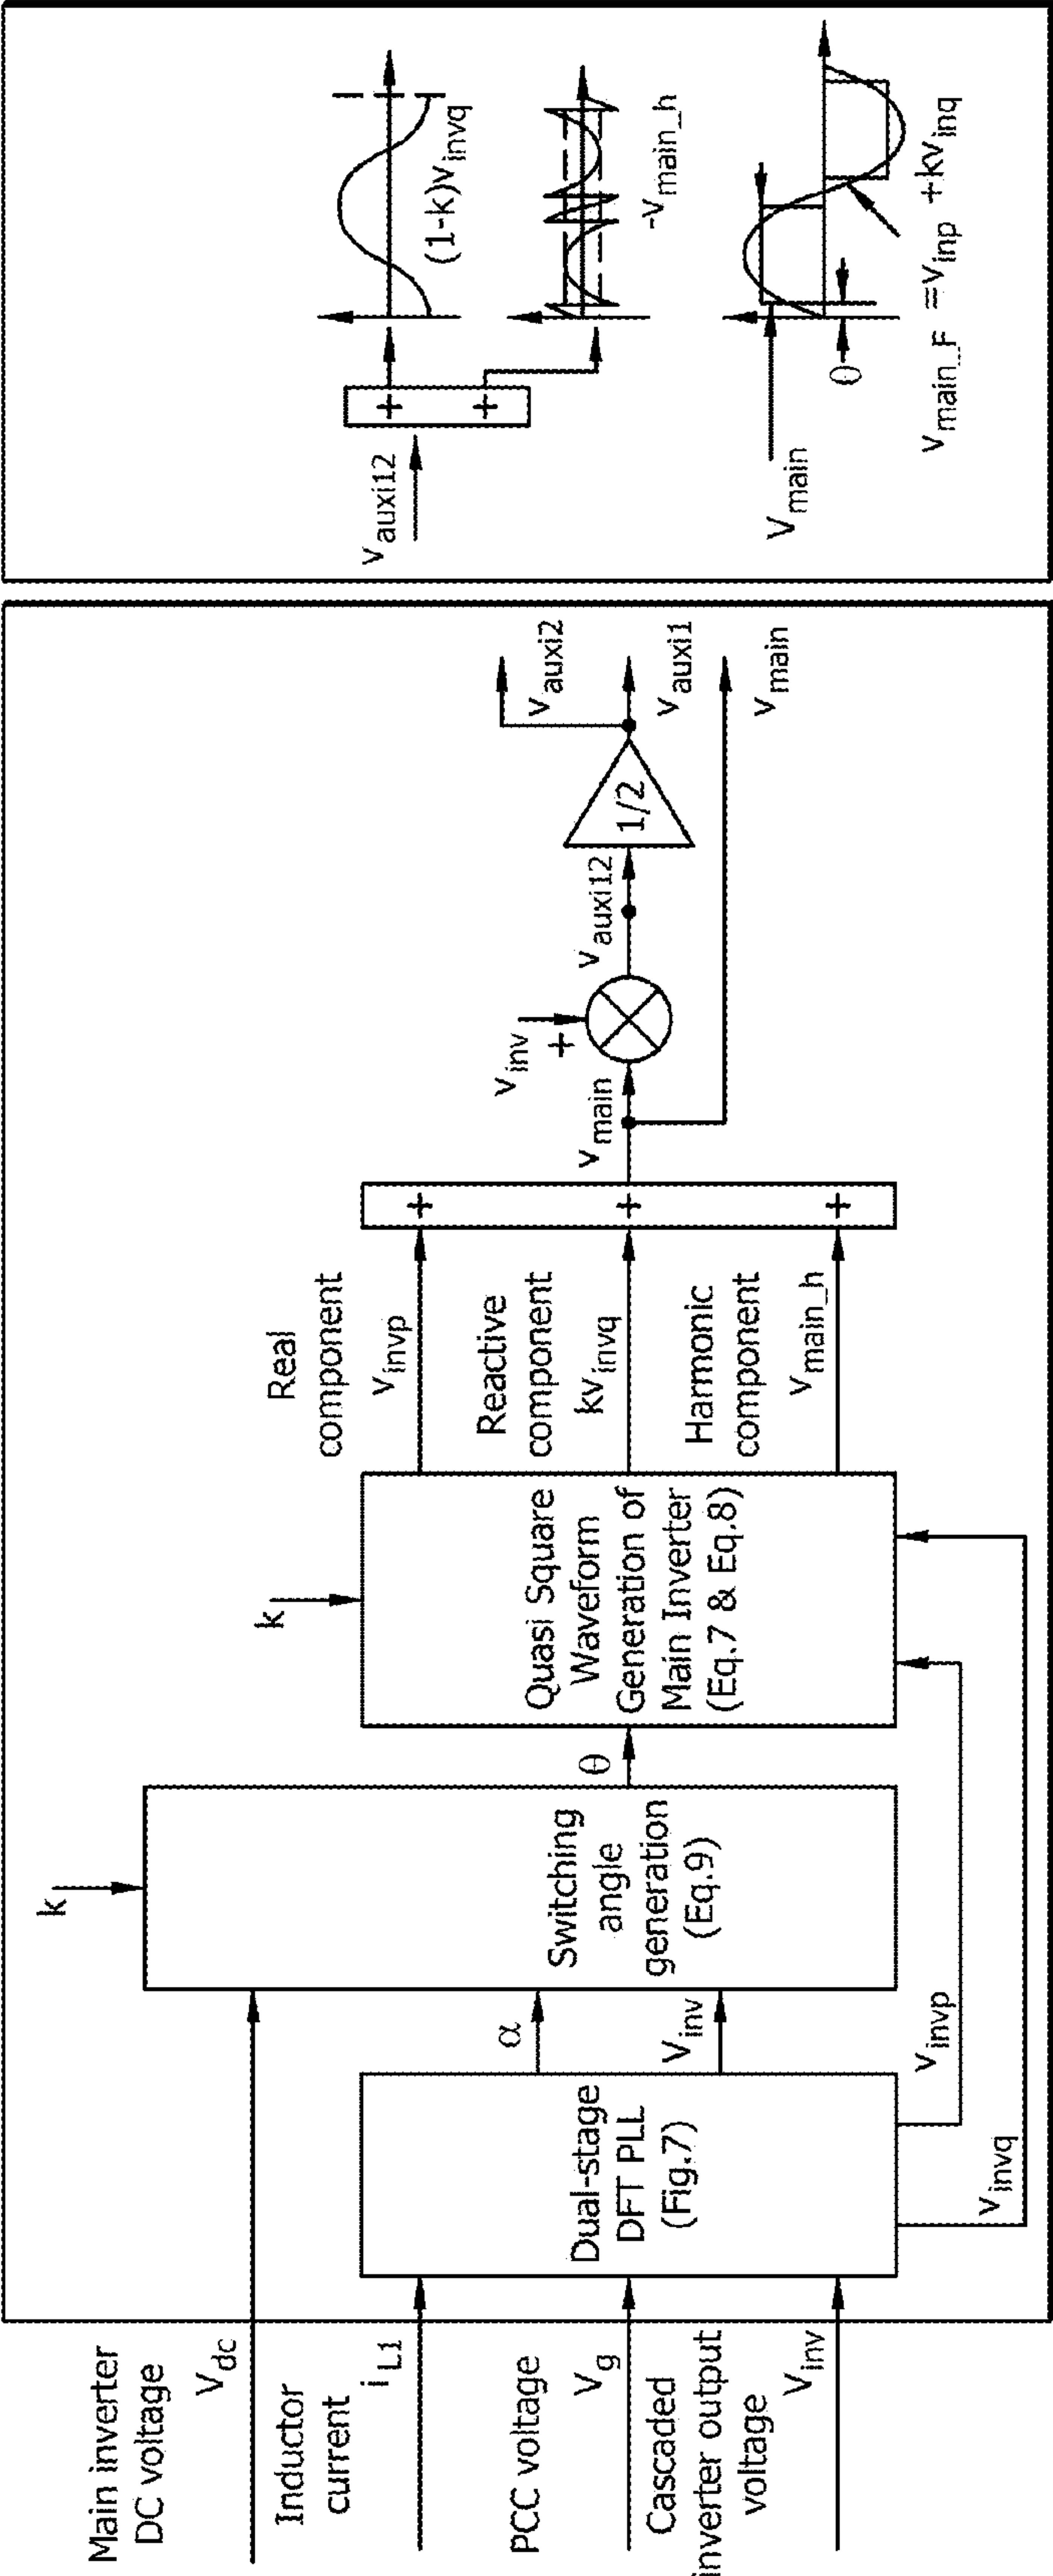 Main inverter
DC voltage
Vdc
Inductor
current
iL1
PCC voltage
Vg
Cascaded
inverter output
voltage
Vinv
Dual-stage
DFT PLL
(Fig.7)
α
Vinv
vinvp
vinvq
k
Switching
angle
generation
(Eq.9)
θ
k
Quasi Square
Waveform
Generation of
Main Inverter
(Eq.7 & Eq.8)
Real
component
vinvp
Reactive
component
kvinvq
Harmonic
component
vmain_h
+
+
+
vmain
vinv
+
vauxi12
1/2
vauxi2
vauxi1
vmain
vauxi12
+
+
(1-k)vinvq
-vmain_h
Vmain
θ
vmain_F =vinp +kvinq